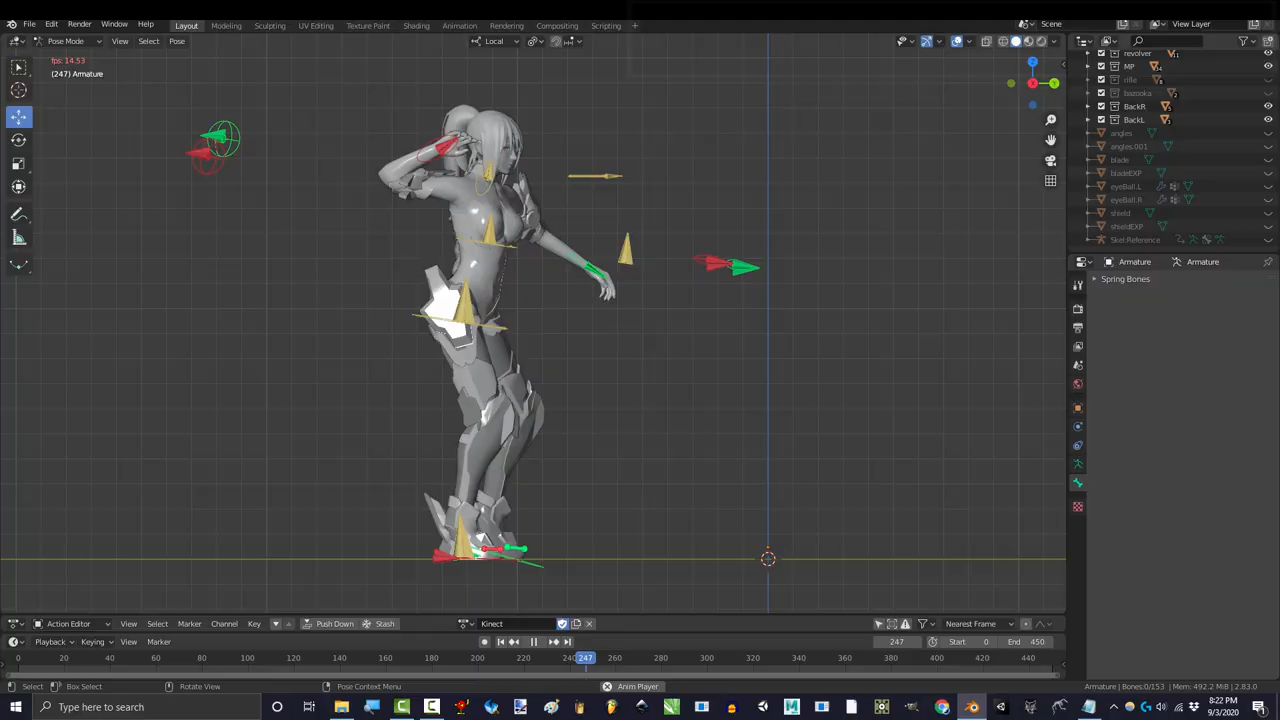 File Edit Render Window Help Layout Modeling Sculpting UV Editing Texture Paint Shading Animation Rendering Compositing Scripting + Scene View Layer
Pose Mode View Select Pose Local
fps: 14.53
(247) Armature
revolver
MP
rifle
bazooka
BackR
BackL
angles
angles.001
blade
bladeEXP
eyeBall.L
eyeBall.R
shield
shieldEXP
Skel.Reference
Armature Armature
Spring Bones
Action Editor View Select Marker Channel Key Push Down Stash Kinect Nearest Frame
Playback Keying View Marker 247 Start 0 End 450
0 20 40 60 80 100 120 140 160 180 200 220 240 247 260 280 300 320 340 360 380 400 420 440
Select Box Select Rotate View Pose Context Menu Anim Player Armature | Bones:0/153 | Mem: 492.2 MiB | 2.83.0
Type here to search
8:22 PM
9/3/2020